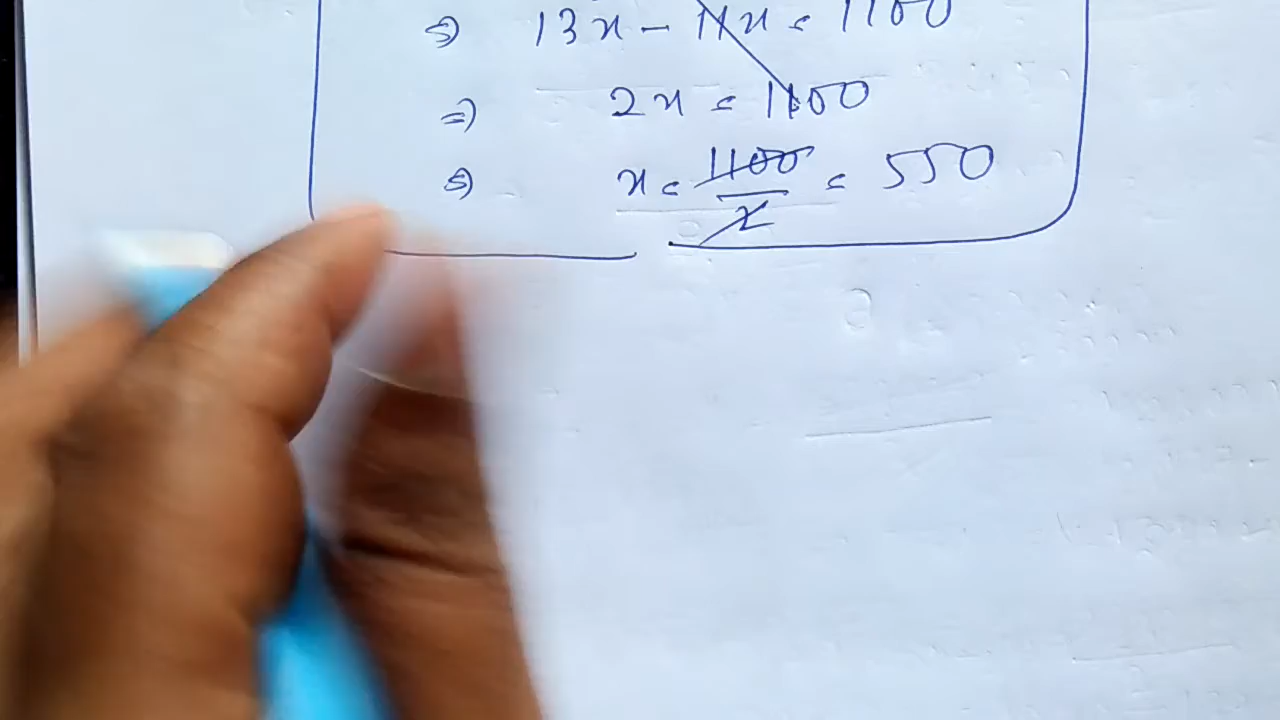 ⇒ 13x - 11x = 1100
⇒ 2x = 1100
⇒ x = 1100/2 = 550